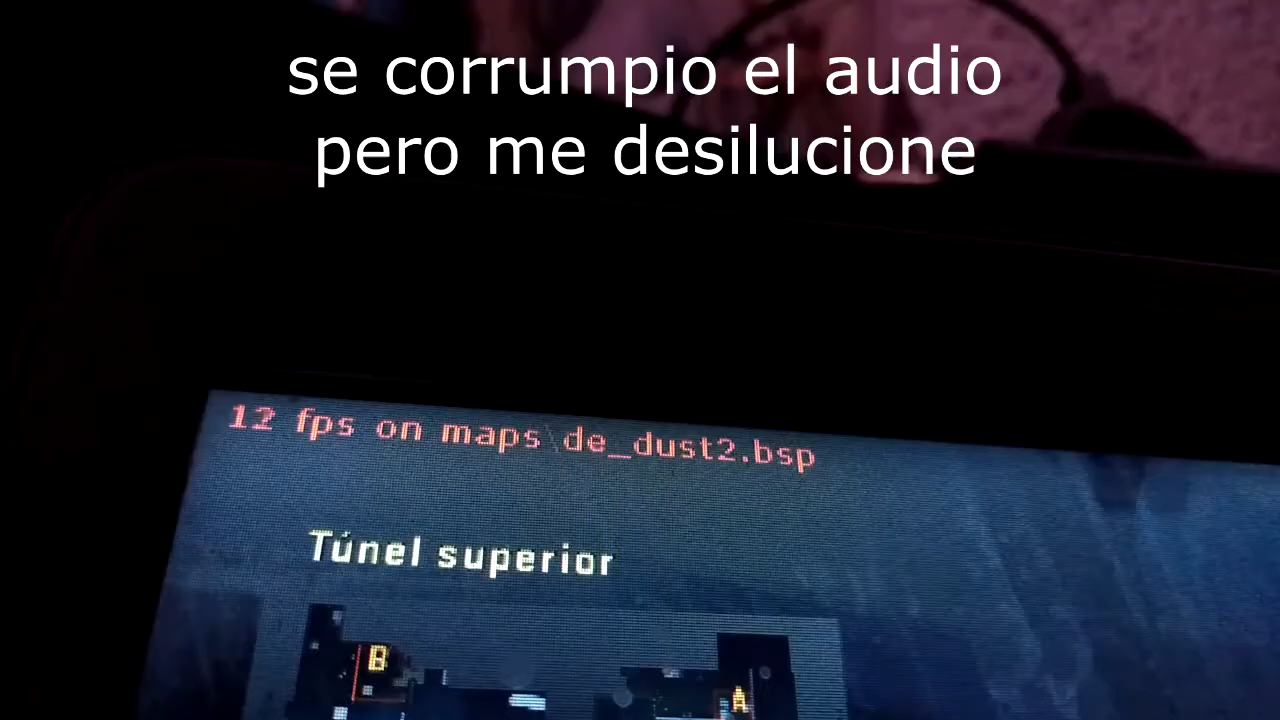 se corrumpio el audio
pero me desilucione
12 fps on maps\de_dust2.bsp
Túnel superior
B
A